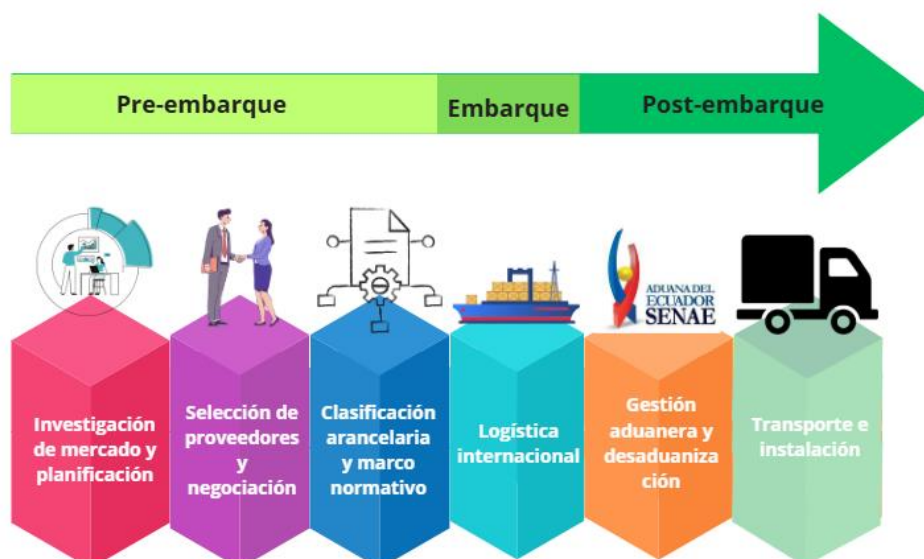 Pre-embarque
Embarque
Post-embarque
ADUANA DEL
ECUADOR
SENAE
Investigación
de mercado y
planificación
Selección de
proveedores
y
negociación
Clasificación
arancelaria
y marco
normativo
Logística
internacional
Gestión
aduanera y
desaduaniza
ción
Transporte e
instalación